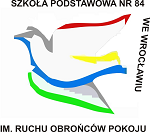 SZKOŁA PODSTAWOWA NR 84
WE WROCŁAWIU
IM. RUCHU OBROŃCÓW POKOJU